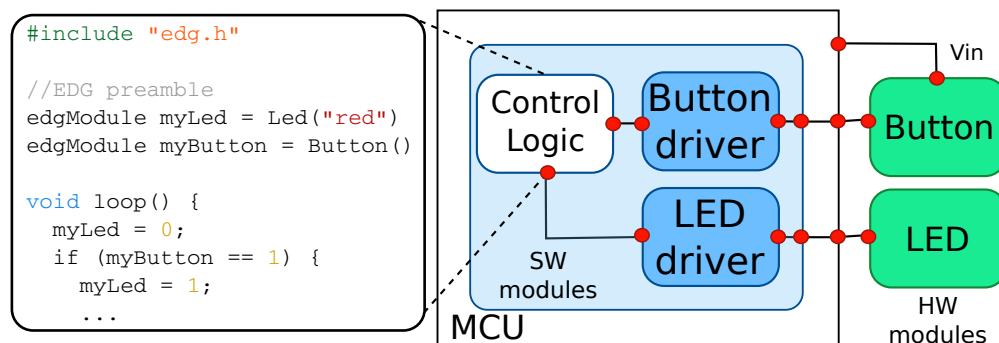 #include "edg.h"
//EDG preamble
edgModule myLed = Led("red")
edgModule myButton = Button()
void loop() {
  myLed = 0;
  if (myButton == 1) {
    myLed = 1;
    ...
Control
Logic
Button
driver
LED
driver
SW
modules
MCU
Vin
Button
LED
HW
modules